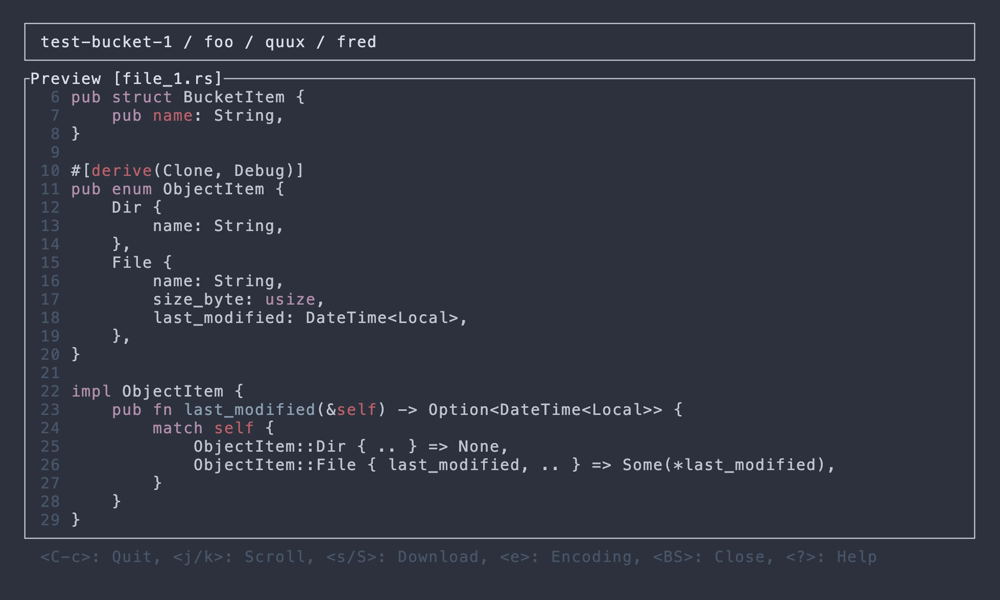 test-bucket-1 / foo / quux / fred
Preview [file_1.rs]
6 pub struct BucketItem {
7     pub name: String,
8 }
9
10 #[derive(Clone, Debug)]
11 pub enum ObjectItem {
12     Dir {
13         name: String,
14     },
15     File {
16         name: String,
17         size_byte: usize,
18         last_modified: DateTime<Local>,
19     },
20 }
21
22 impl ObjectItem {
23     pub fn last_modified(&self) -> Option<DateTime<Local>> {
24         match self {
25             ObjectItem::Dir { .. } => None,
26             ObjectItem::File { last_modified, .. } => Some(*last_modified),
27         }
28     }
29 }
<C-c>: Quit, <j/k>: Scroll, <s/S>: Download, <e>: Encoding, <BS>: Close, <?>: Help